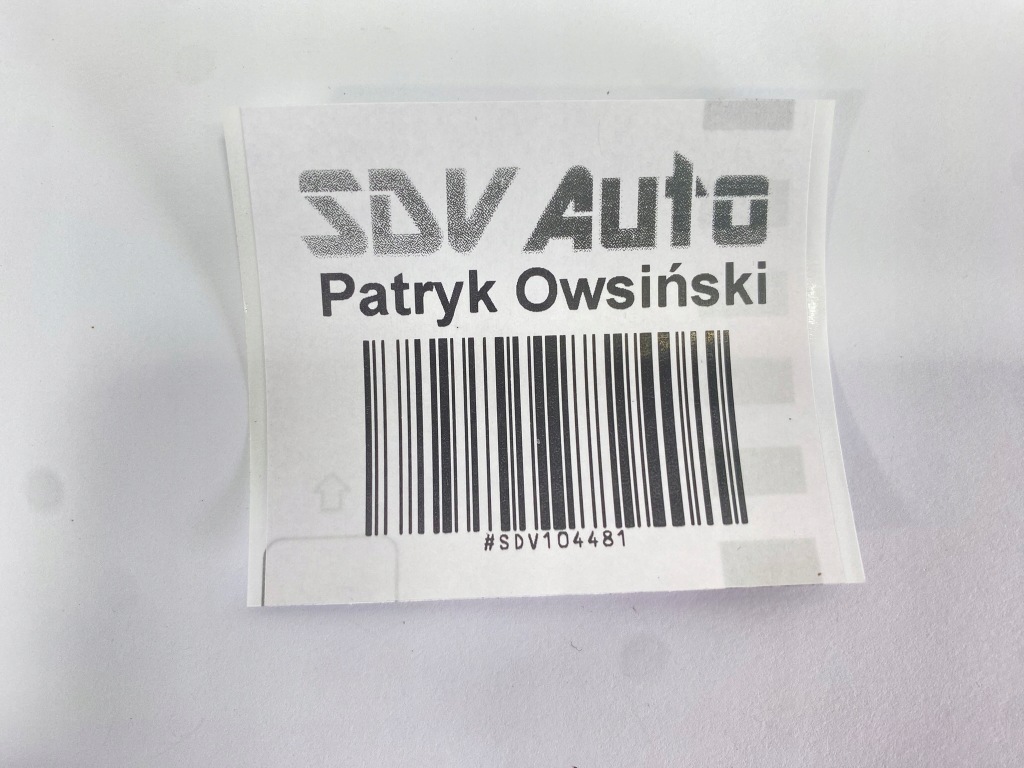 SDV Auto
Patryk Owsiński
#SDV104481